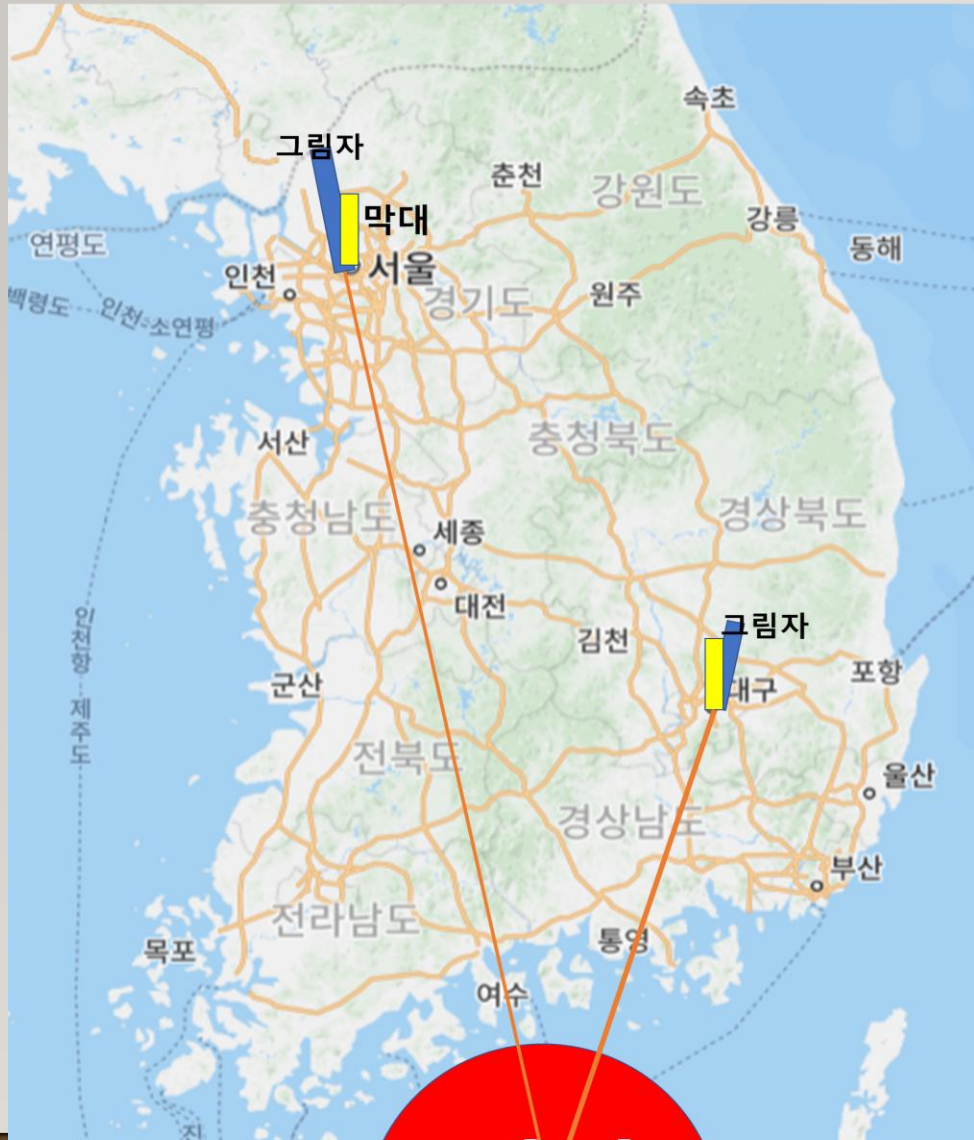 속초
그림자
춘천
강원도
막대
강릉
연평도
동해
서울
인천
백령도
인천-소연평
경기도
원주
서산
충청북도
충청남도
경상북도
세종
대전
인천항-제주도
김천
그림자
포항
군산
대구
전북도
울산
경상남도
부산
전라남도
목포
통영
여수
진